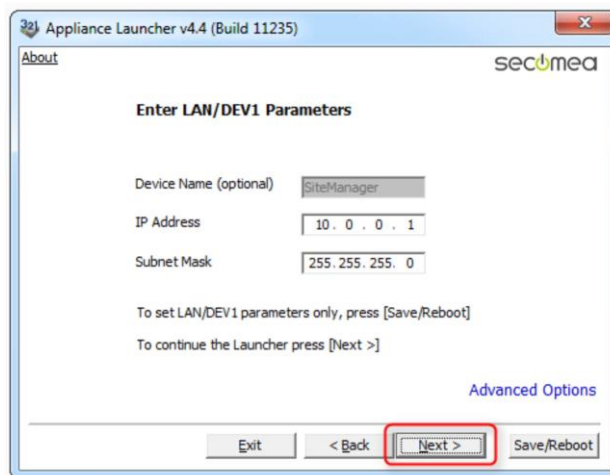 Appliance Launcher v4.4 (Build 11235)
About
secomea
Enter LAN/DEV1 Parameters
Device Name (optional) SiteManager
IP Address 10 . 0 . 0 . 1
Subnet Mask 255.255.255. 0
To set LAN/DEV1 parameters only, press [Save/Reboot]
To continue the Launcher press [Next >]
Advanced Options
Exit < Back Next > Save/Reboot